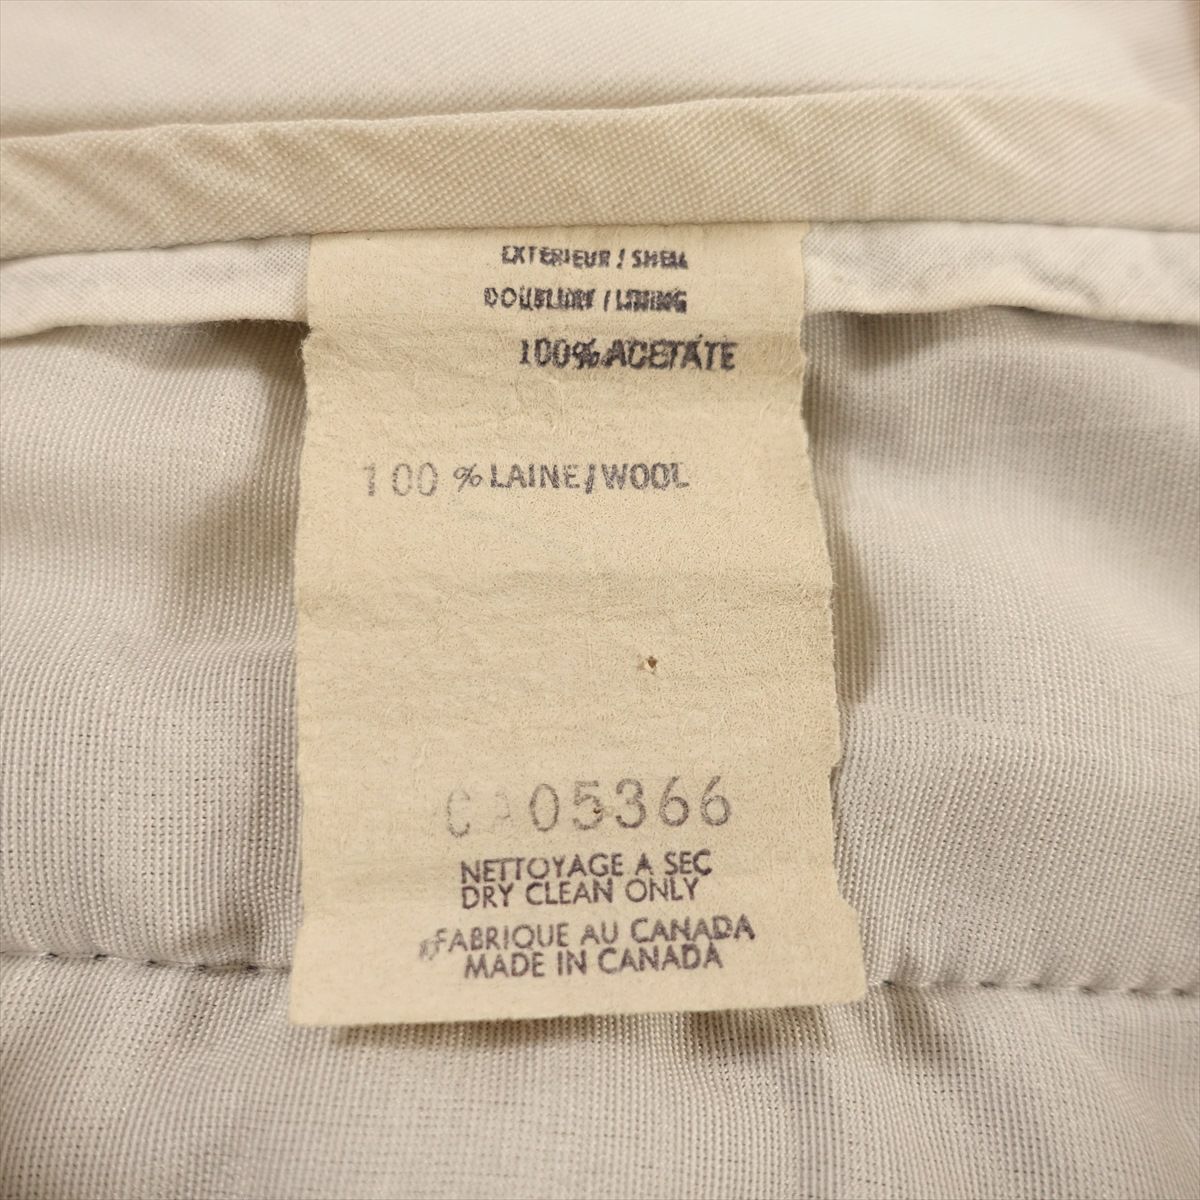 EXTERIEUR / SHELL
DOUBLURE / LINING
100% ACETATE
100 % LAINE/WOOL
CA05366
NETTOYAGE A SEC
DRY CLEAN ONLY
FABRIQUE AU CANADA
MADE IN CANADA